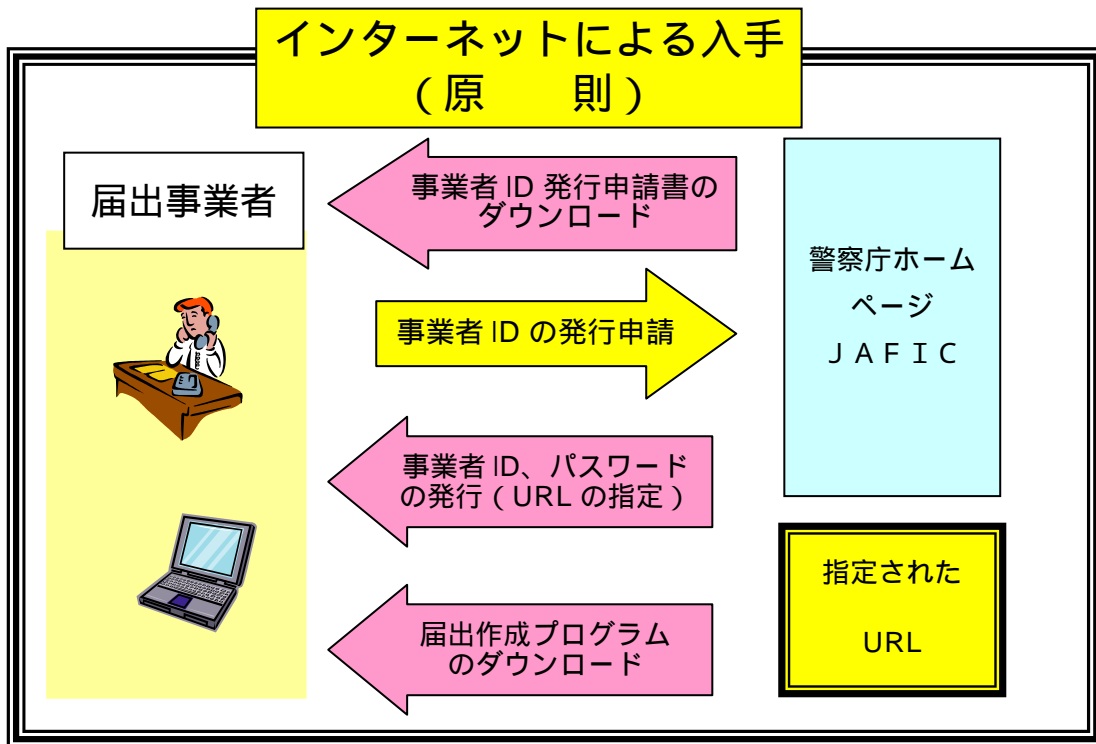 インターネットによる入手
（原　　則）
届出事業者
事業者 ID 発行申請書の
ダウンロード
事業者 ID の発行申請
事業者 ID、パスワード
の発行（URL の指定）
届出作成プログラム
のダウンロード
警察庁ホーム
ページ
ＪＡＦＩＣ
指定された
URL